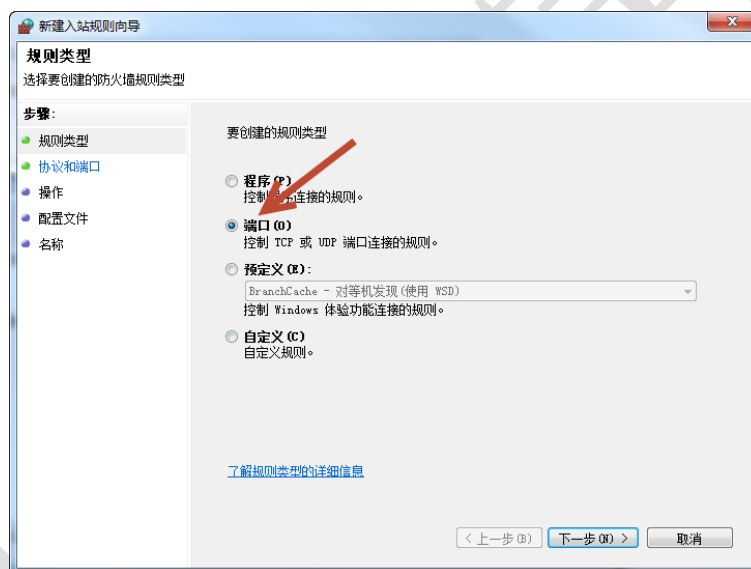 新建入站规则向导
规则类型
选择要创建的防火墙规则类型
步骤:
规则类型
协议和端口
操作
配置文件
名称
要创建的规则类型
程序(P)
控制程序连接的规则。
端口(O)
控制 TCP 或 UDP 端口连接的规则。
预定义(E):
BranchCache - 对等机发现(使用 WSD)
控制 Windows 体验功能连接的规则。
自定义(C)
自定义规则。
了解规则类型的详细信息
< 上一步(B)
下一步(N) >
取消